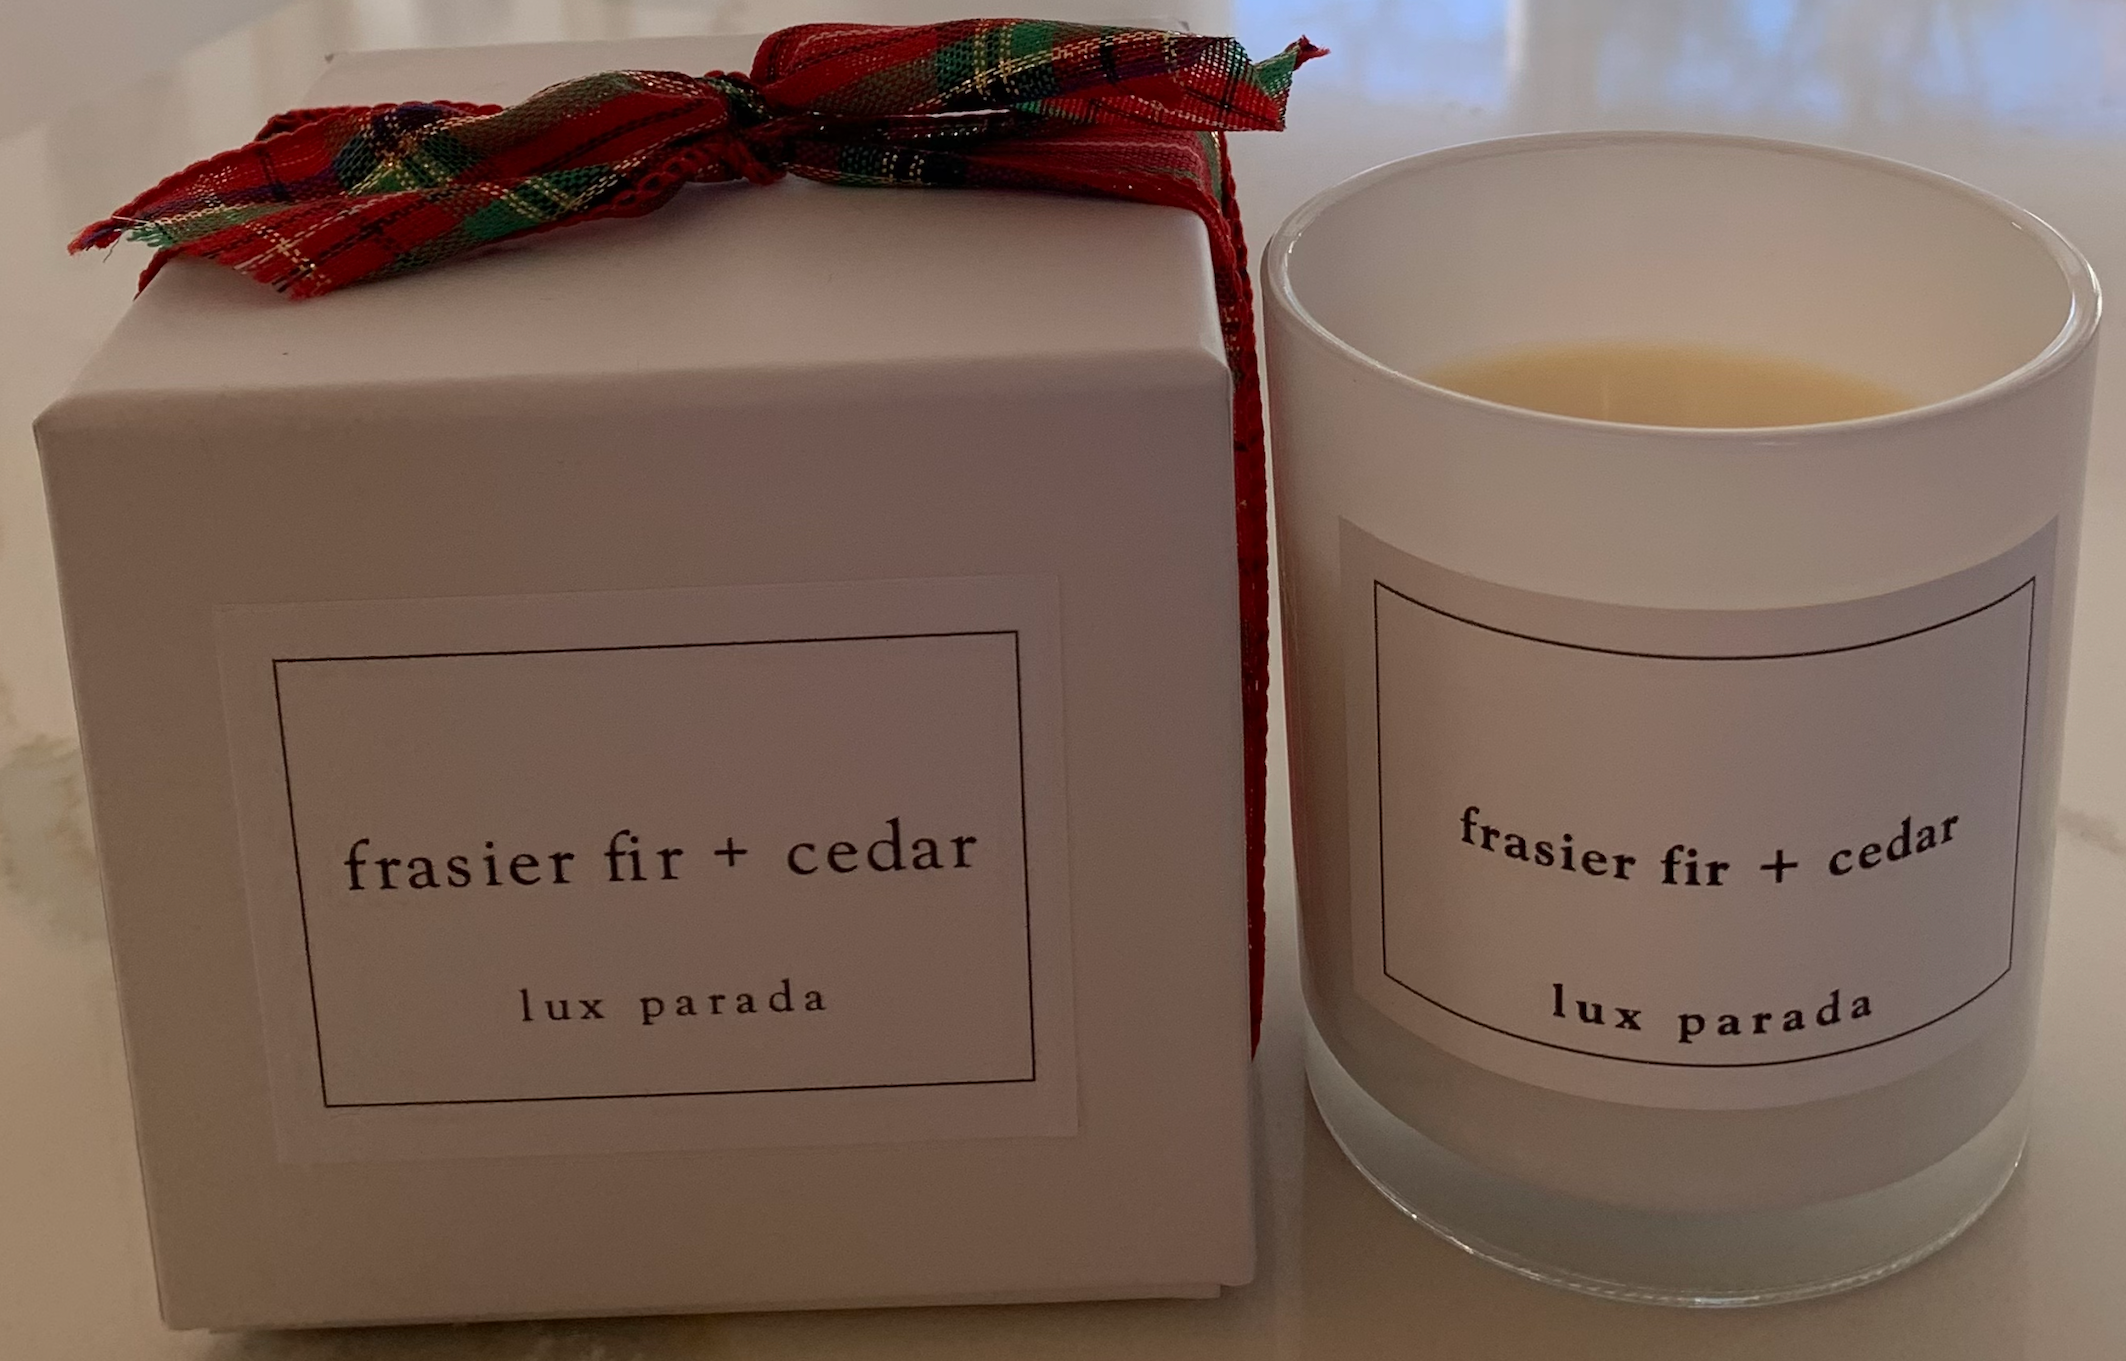 frasier fir + cedar
lux parada
frasier fir + cedar
lux parada